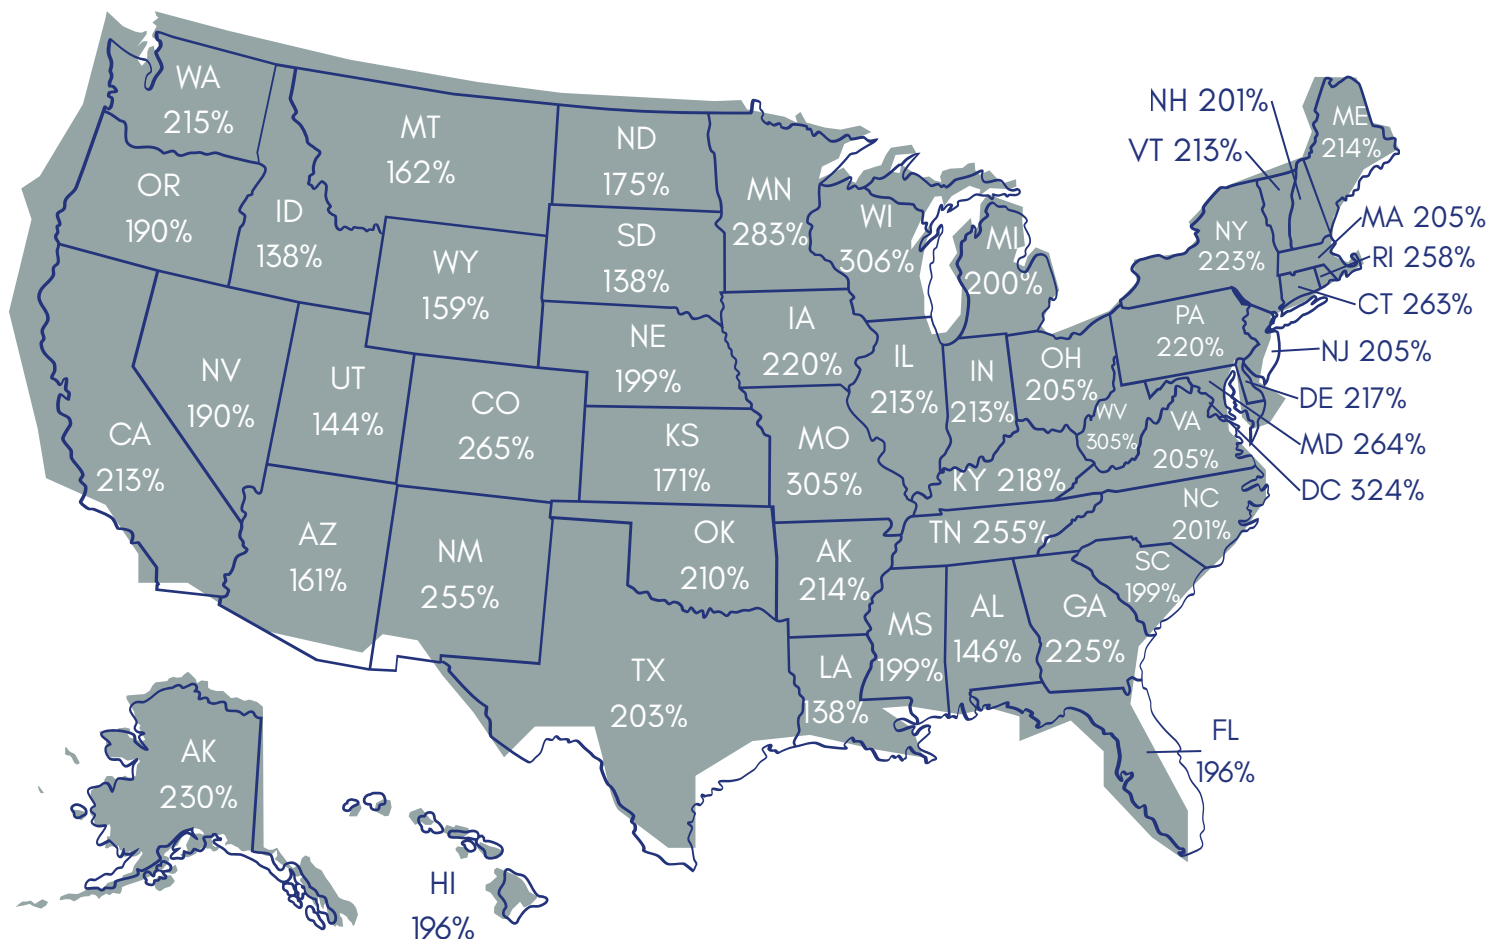 WA
215%
OR
190%
CA
213%
ID
138%
NV
190%
MT
162%
WY
159%
UT
144%
AZ
161%
CO
265%
NM
255%
ND
175%
SD
138%
NE
199%
KS
171%
OK
210%
TX
203%
MN
283%
IA
220%
MO
305%
AK
214%
LA
138%
WI
306%
IL
213%
MI
200%
IN
213%
OH
205%
KY 218%
TN 255%
MS
199%
AL
146%
GA
225%
SC
199%
NC
201%
VA
205%
WV
305%
PA
220%
NY
223%
ME
214%
NH 201%
VT 213%
MA 205%
RI 258%
CT 263%
NJ 205%
DE 217%
MD 264%
DC 324%
FL
196%
AK
230%
HI
196%